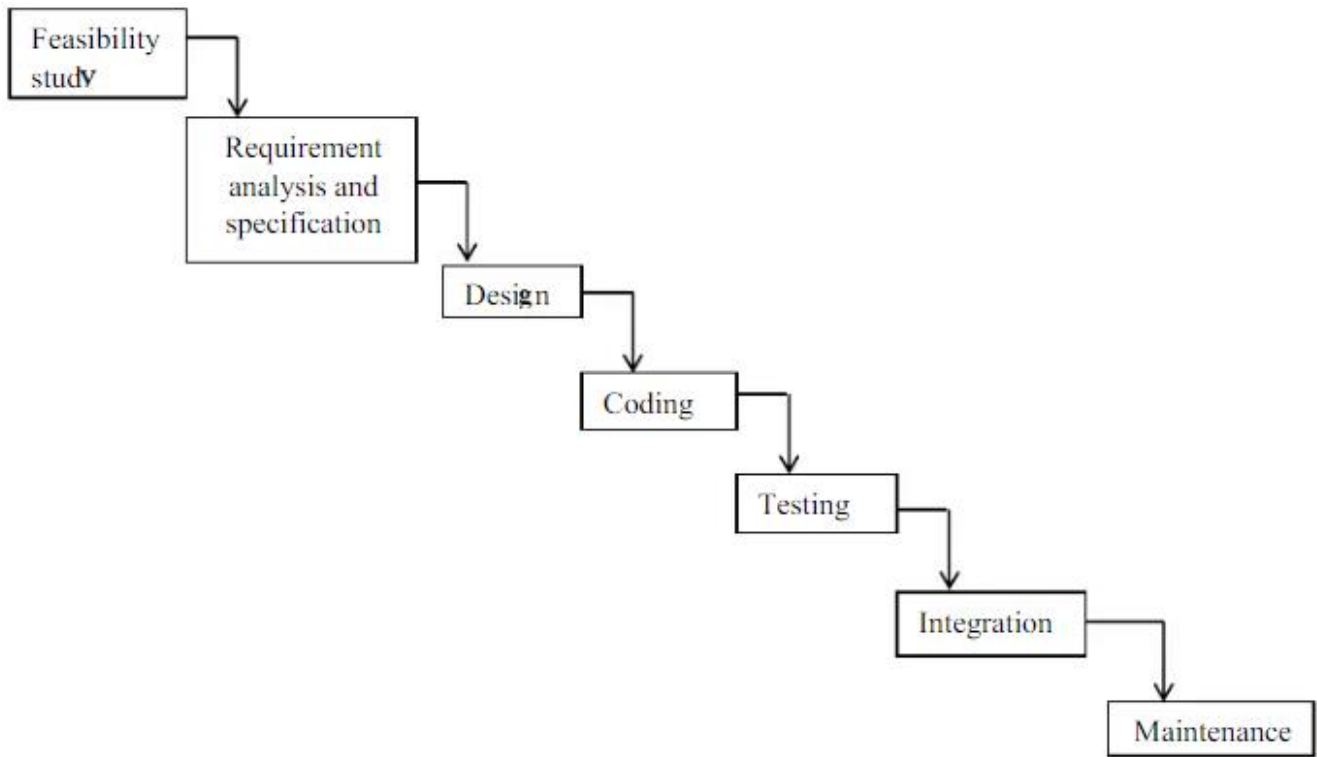 Feasibility
study
Requirement
analysis and
specification
Design
Coding
Testing
Integration
Maintenance